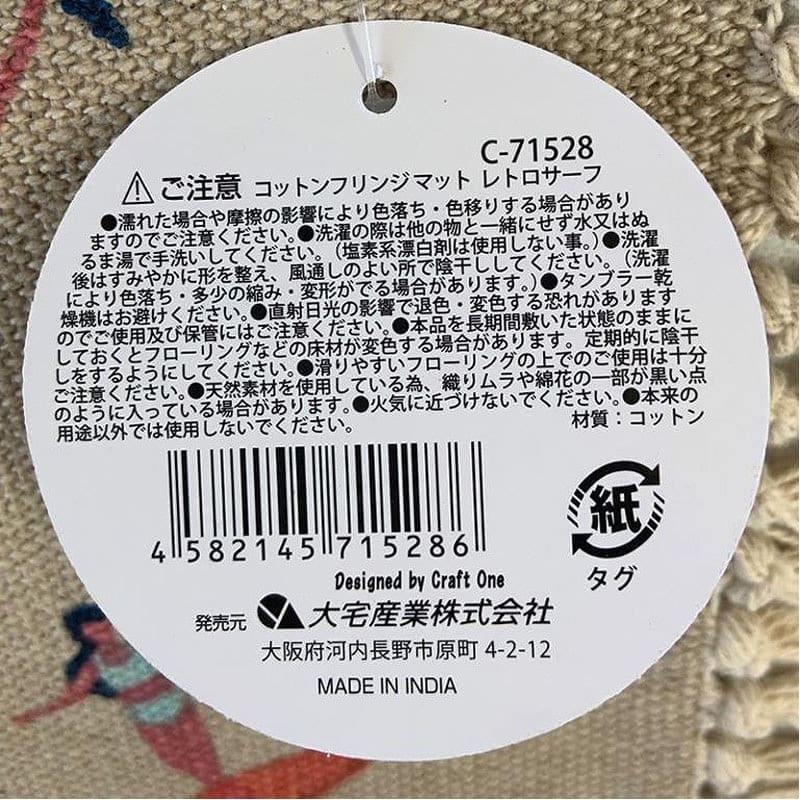 C-71528
⚠ ご注意 コットンフリンジマット レトロサーフ
●濡れた場合や摩擦の影響により色落ち・色移りする場合があり
ますのでご注意ください。●洗濯の際は他の物と一緒にせず水又はぬ
るま湯で手洗いしてください。（塩素系漂白剤は使用しない事。）●洗濯
後はすみやかに形を整え、風通しのよい所で陰干ししてください。（洗濯
により色落ち・多少の縮み・変形がでる場合があります。）●タンブラー乾
燥機はお避けください。●直射日光の影響で退色・変色する恐れがあります
のでご使用及び保管にはご注意ください。●本品を長期間敷いた状態のままに
しておくとフローリングなどの床材が変色する場合があります。定期的に陰干
しをするようにしてください。●滑りやすいフローリングの上でのご使用は十分
ご注意ください。●天然素材を使用している為、織りムラや綿花の一部が黒い点
のように入っている場合があります。●火気に近づけないでください。●本来の
用途以外では使用しないでください。
材質：コットン
4 582145 715286
紙
タグ
Designed by Craft One
発売元 大宅産業株式会社
大阪府河内長野市原町 4-2-12
MADE IN INDIA